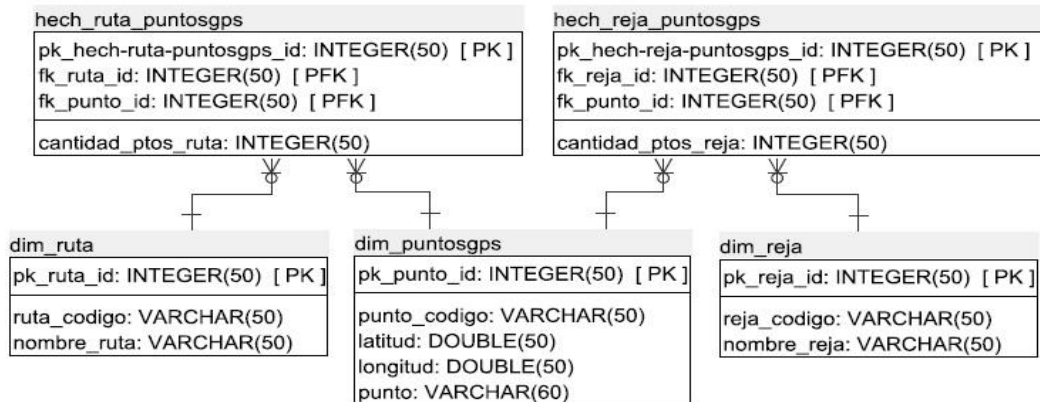 hech_ruta_puntosgps
pk_hech-ruta-puntosgps_id: INTEGER(50) [ PK ]
fk_ruta_id: INTEGER(50) [ PFK ]
fk_punto_id: INTEGER(50) [ PFK ]
cantidad_ptos_ruta: INTEGER(50)
hech_reja_puntosgps
pk_hech-reja-puntosgps_id: INTEGER(50) [ PK ]
fk_reja_id: INTEGER(50) [ PFK ]
fk_punto_id: INTEGER(50) [ PFK ]
cantidad_ptos_reja: INTEGER(50)
dim_ruta
pk_ruta_id: INTEGER(50) [ PK ]
ruta_codigo: VARCHAR(50)
nombre_ruta: VARCHAR(50)
dim_puntosgps
pk_punto_id: INTEGER(50) [ PK ]
punto_codigo: VARCHAR(50)
latitud: DOUBLE(50)
longitud: DOUBLE(50)
punto: VARCHAR(60)
dim_reja
pk_reja_id: INTEGER(50) [ PK ]
reja_codigo: VARCHAR(50)
nombre_reja: VARCHAR(50)